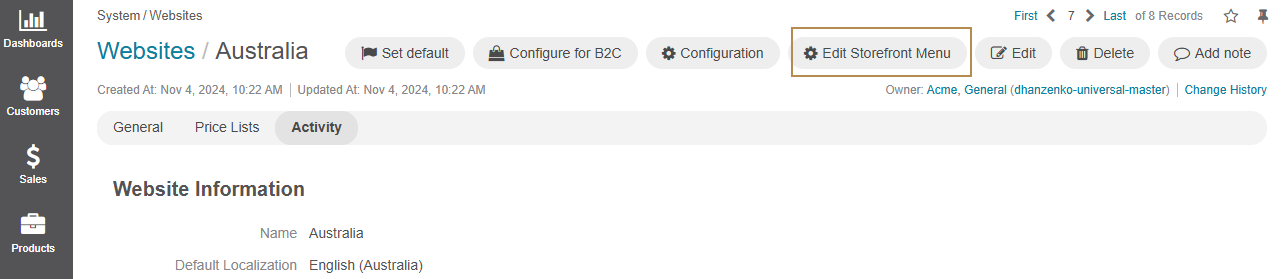 System / Websites
First 7 Last of 8 Records
Dashboards
Websites / Australia
Set default Configure for B2C Configuration Edit Storefront Menu Edit Delete Add note
Created At: Nov 4, 2024, 10:22 AM Updated At: Nov 4, 2024, 10:22 AM
Owner: Acme, General (dhanzenko-universal-master) Change History
Customers
General Price Lists Activity
Sales
Website Information
Products
Name Australia
Default Localization English (Australia)